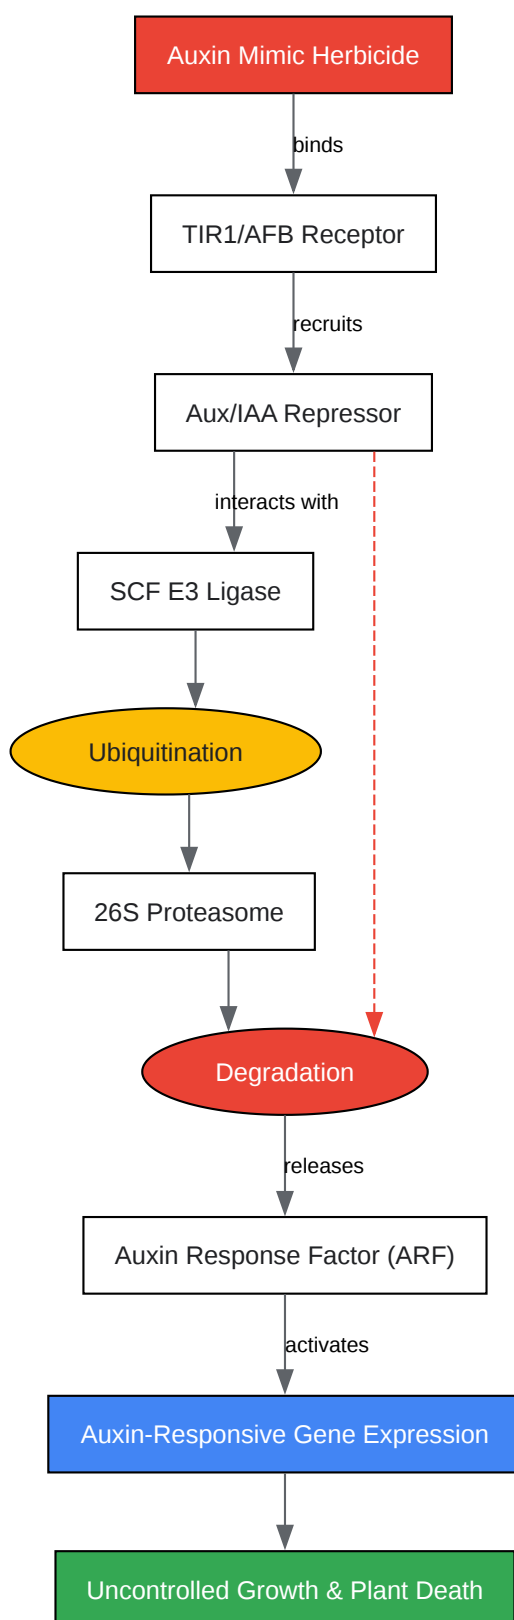 Auxin Mimic Herbicide
binds
TIR1/AFB Receptor
recruits
Aux/IAA Repressor
interacts with
SCF E3 Ligase
Ubiquitination
26S Proteasome
Degradation
releases
Auxin Response Factor (ARF)
activates
Auxin-Responsive Gene Expression
Uncontrolled Growth & Plant Death